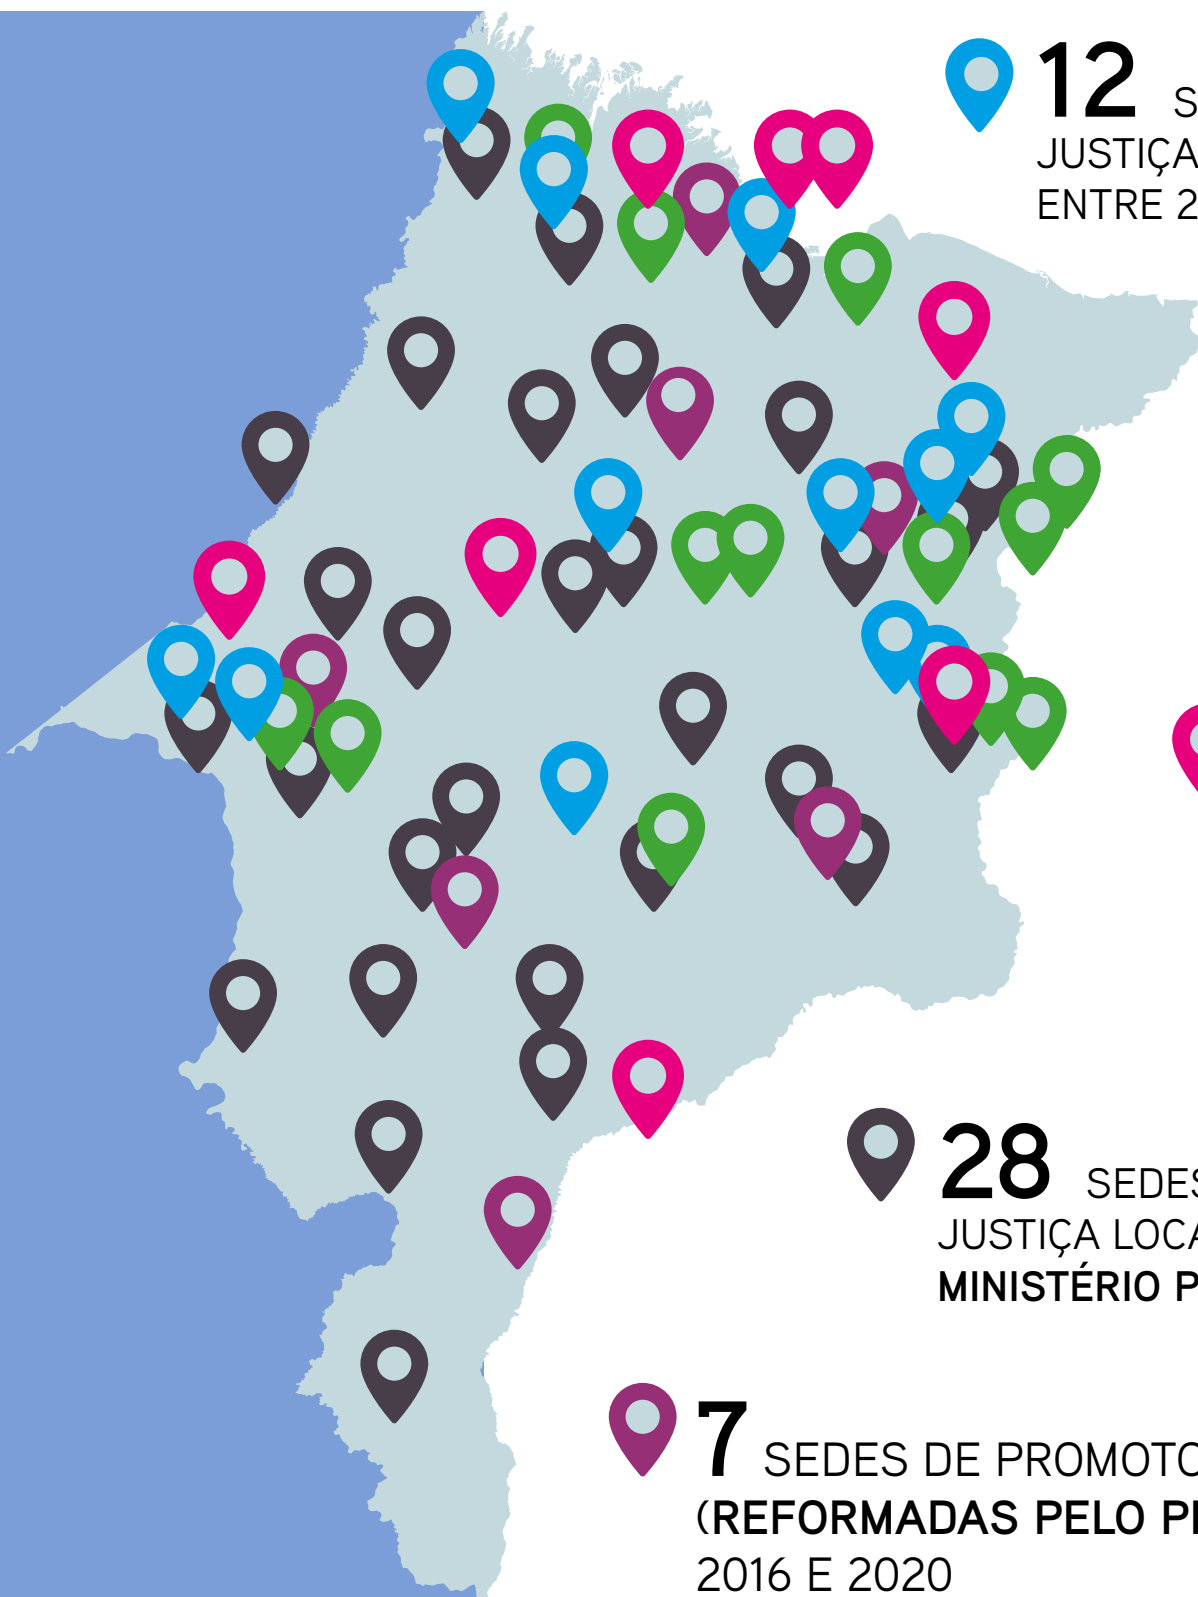 12 S
JUSTIÇA
ENTRE 2
28 SEDES
JUSTIÇA LOCA
MINISTÉRIO P
7 SEDES DE PROMOTO
(REFORMADAS PELO P
2016 E 2020